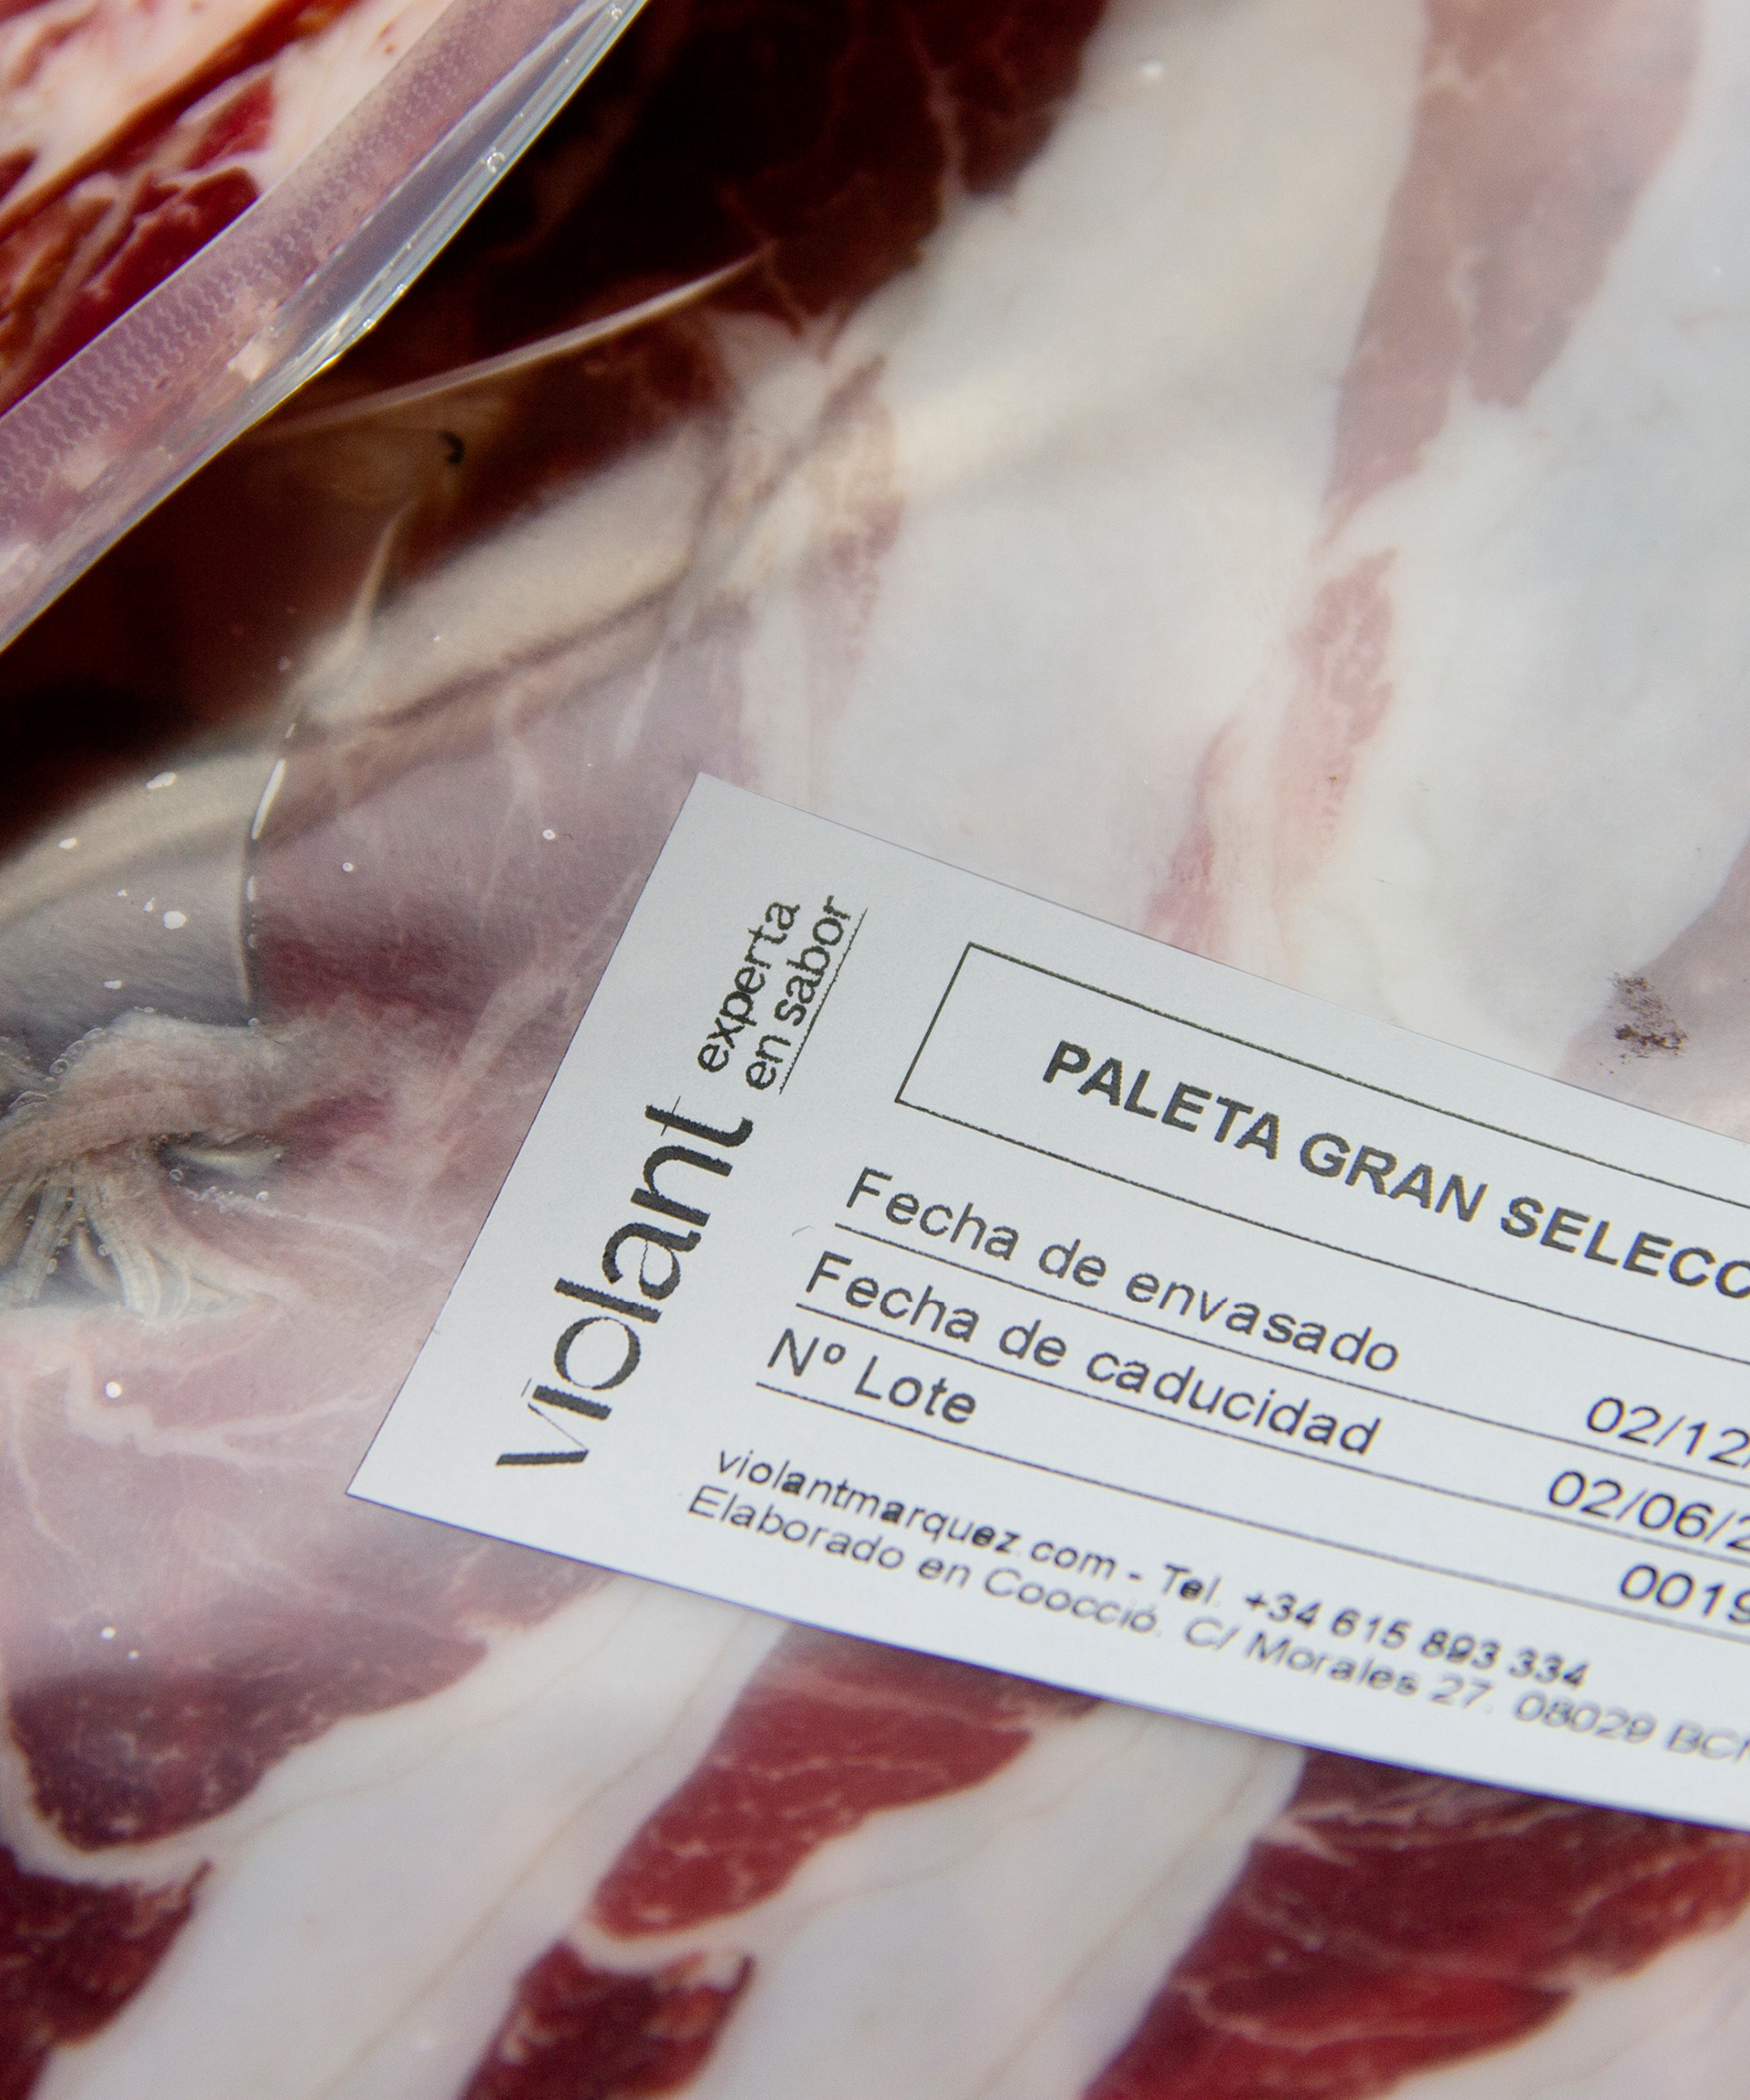 Violant
experta
en sabor
PALETA GRAN SELECC
Fecha de envasado 02/12/
Fecha de caducidad 02/06/2
Nº Lote 0019
violantmarquez.com - Tel. +34 615 893 334
Elaborado en Coocció. C/ Morales 27. 08029 BCN